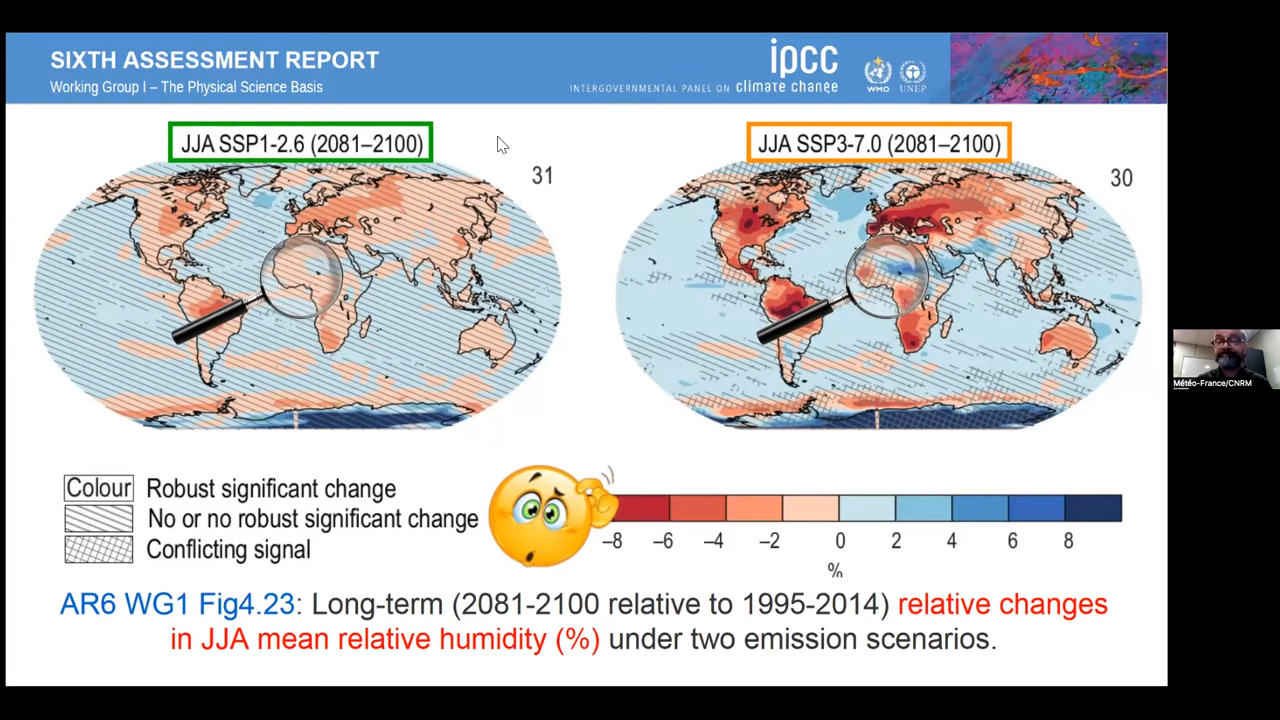 SIXTH ASSESSMENT REPORT
Working Group I – The Physical Science Basis
INTERGOVERNMENTAL PANEL ON climate change
ipcc
WMO
UNEP
JJA SSP1-2.6 (2081–2100)
31
JJA SSP3-7.0 (2081–2100)
30
Météo-France/CNRM
Colour Robust significant change
No or no robust significant change
Conflicting signal
–8 –6 –4 –2 0 2 4 6 8
%
AR6 WG1 Fig4.23: Long-term (2081-2100 relative to 1995-2014) relative changes
in JJA mean relative humidity (%) under two emission scenarios.